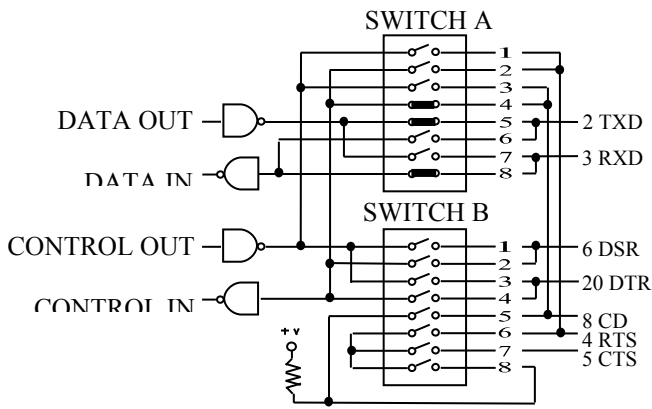 SWITCH A
1
2
3
4
DATA OUT
5
2 TXD
6
7
3 RXD
DATA IN
8
SWITCH B
CONTROL OUT
1
6 DSR
2
3
20 DTR
CONTROL IN
4
5
8 CD
+ v
6
4 RTS
7
5 CTS
8